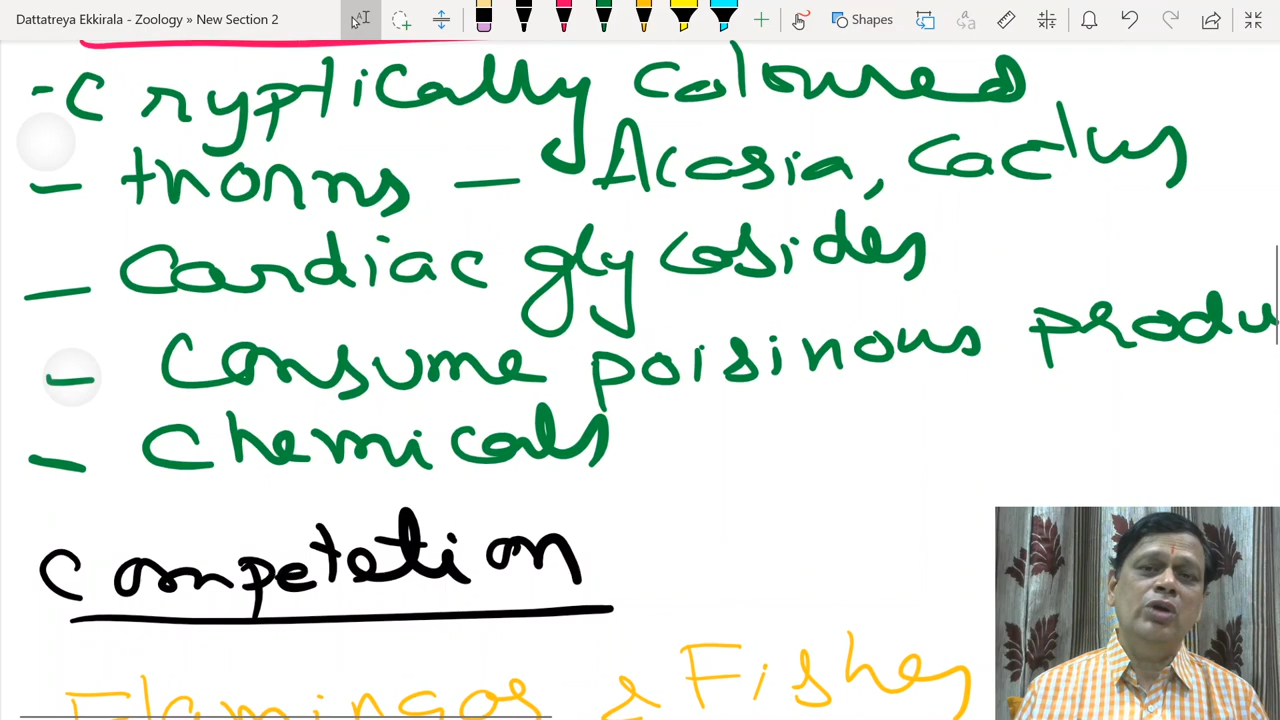 Dattatreya Ekkirala - Zoology » New Section 2
Shapes
- Cryptically coloured
- thorns - Acasia, cactus
- Cardiac glycosides
- Consume poisinous produ
- Chemicals
Competetion
Flamingos & Fishes